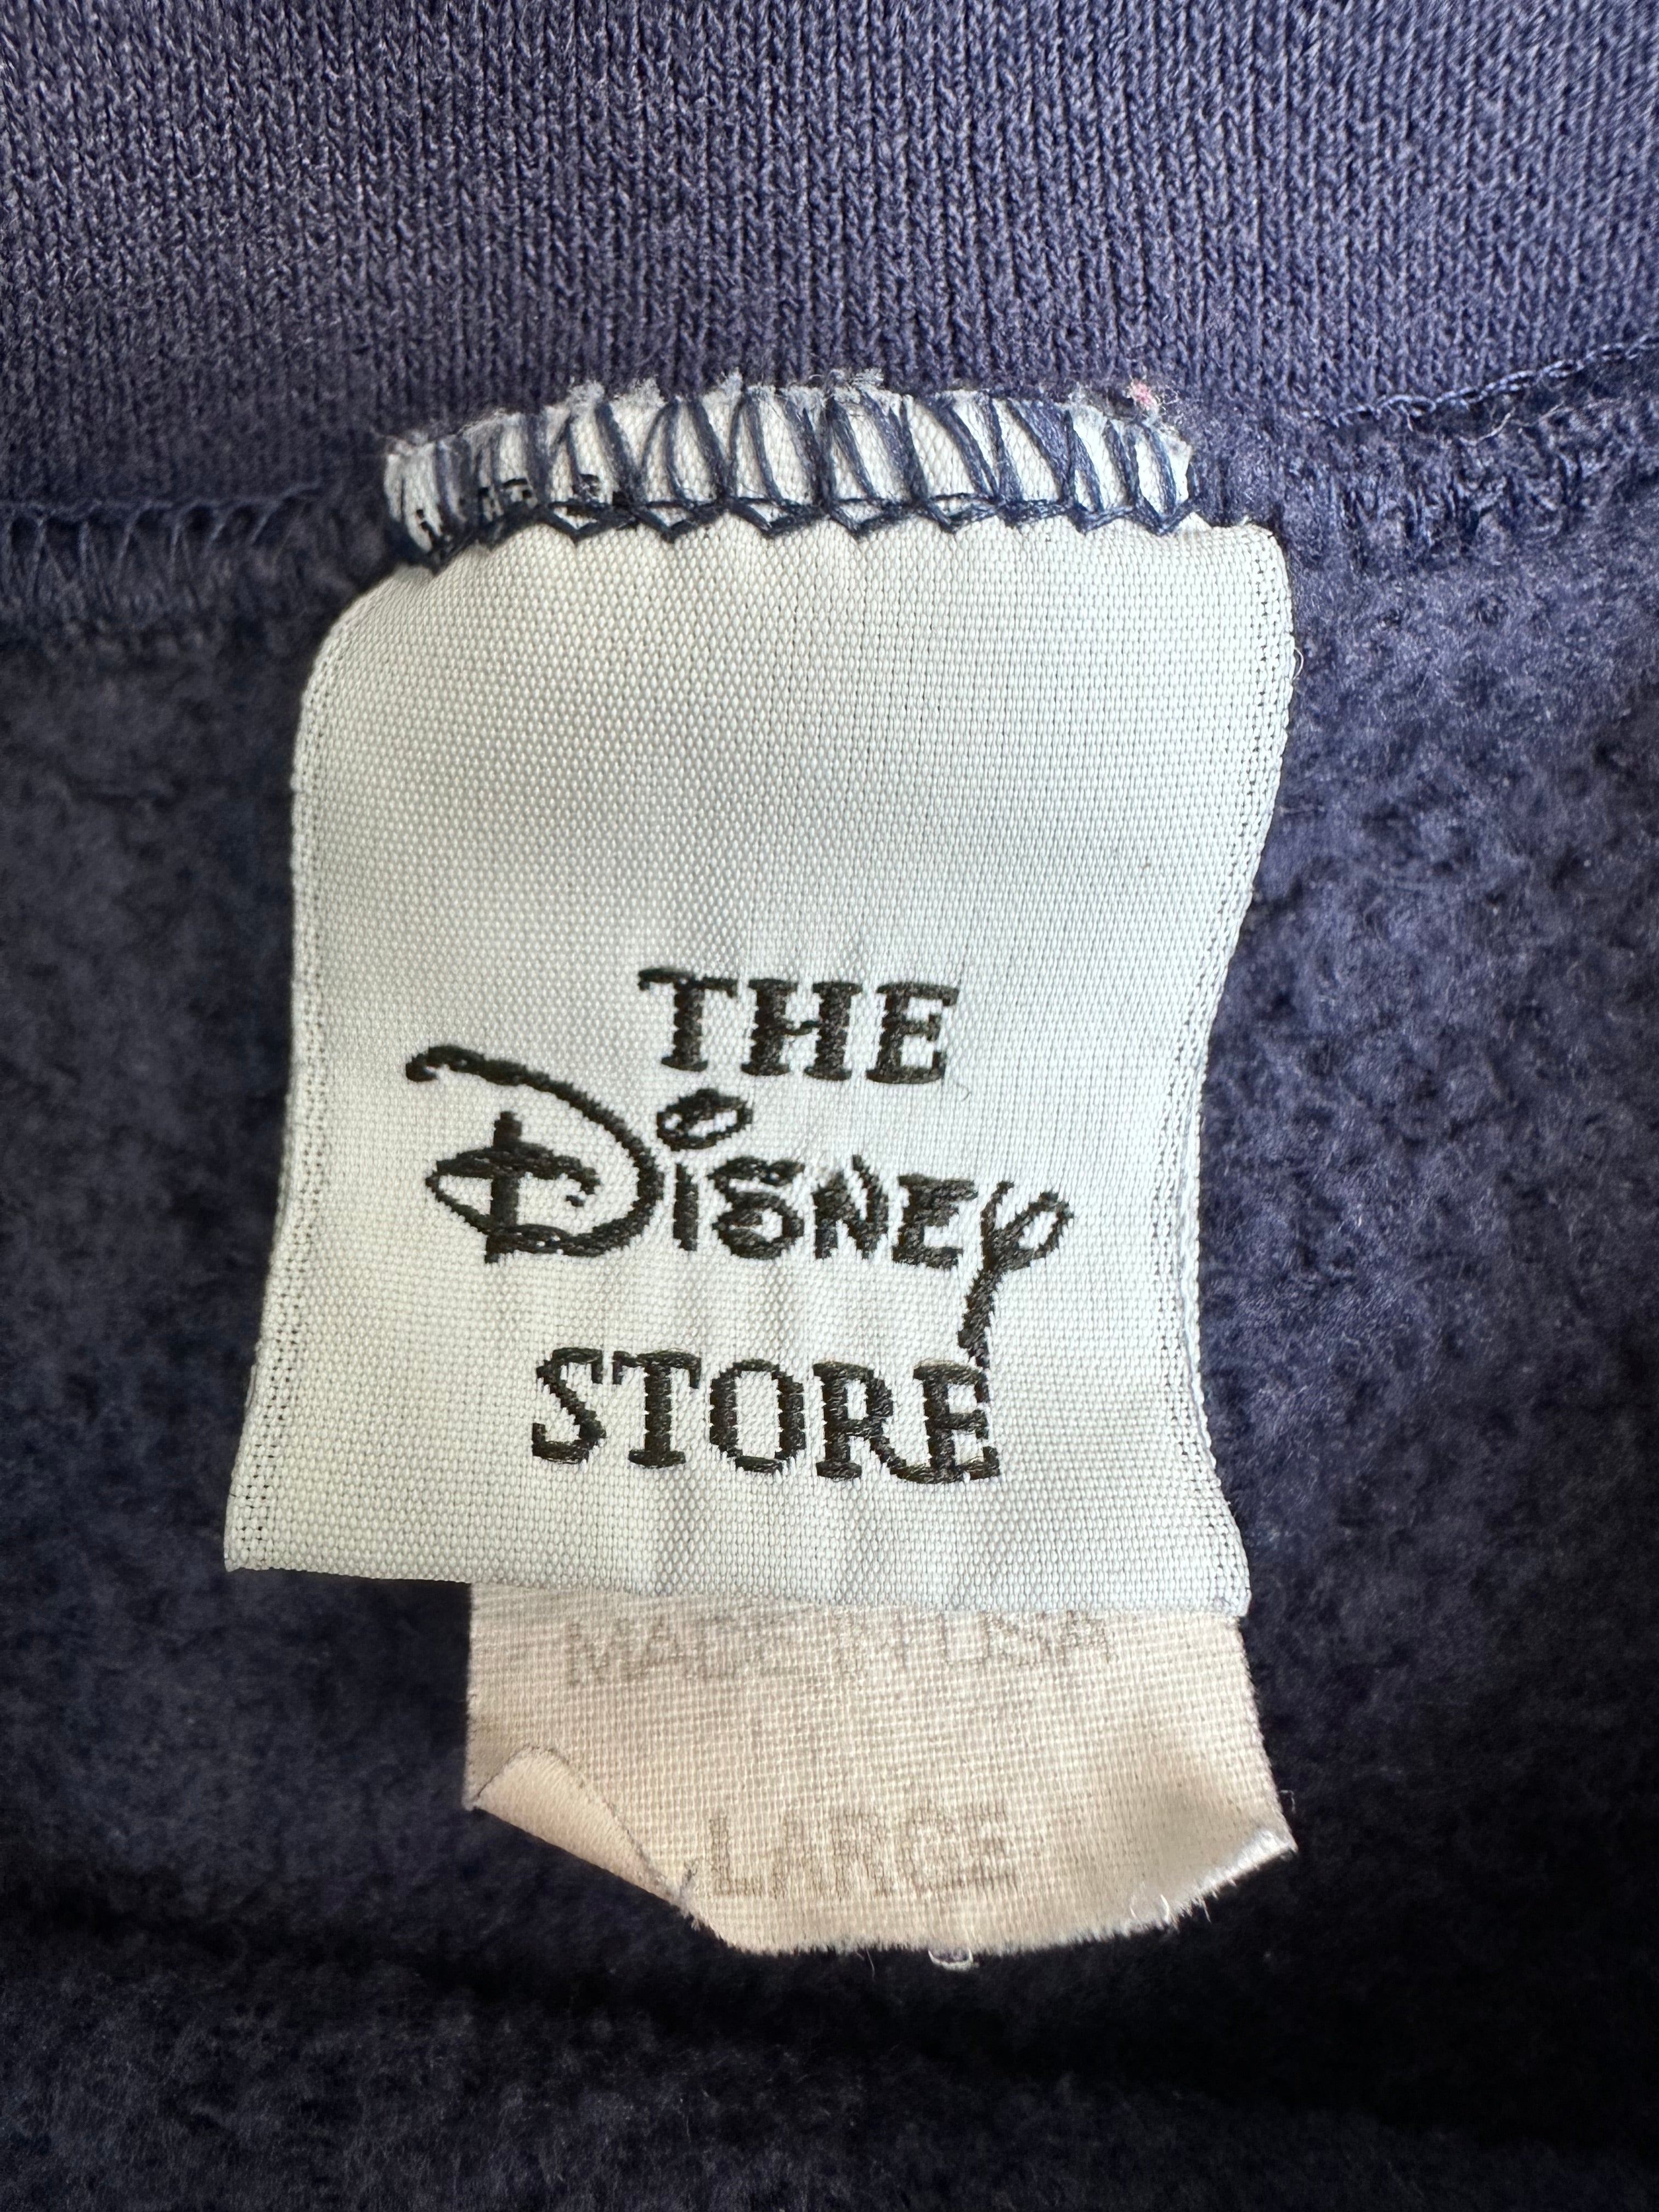 THE
DISNEY
STORE
MADE IN USA
LARGE